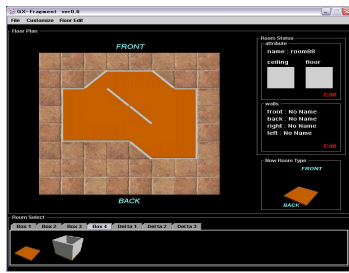 GX-Fragment ver0.6
File Customize Floor Edit
Floor Plan
FRONT
BACK
Room Status
attribute
name : room88
ceiling floor
Edit
walls
front : No Name
back : No Name
right : No Name
left : No Name
Edit
Now Room Type
FRONT
BACK
Room Select
Box 1 Box 2 Box 3 Box 4 Delta 1 Delta 2 Delta 3